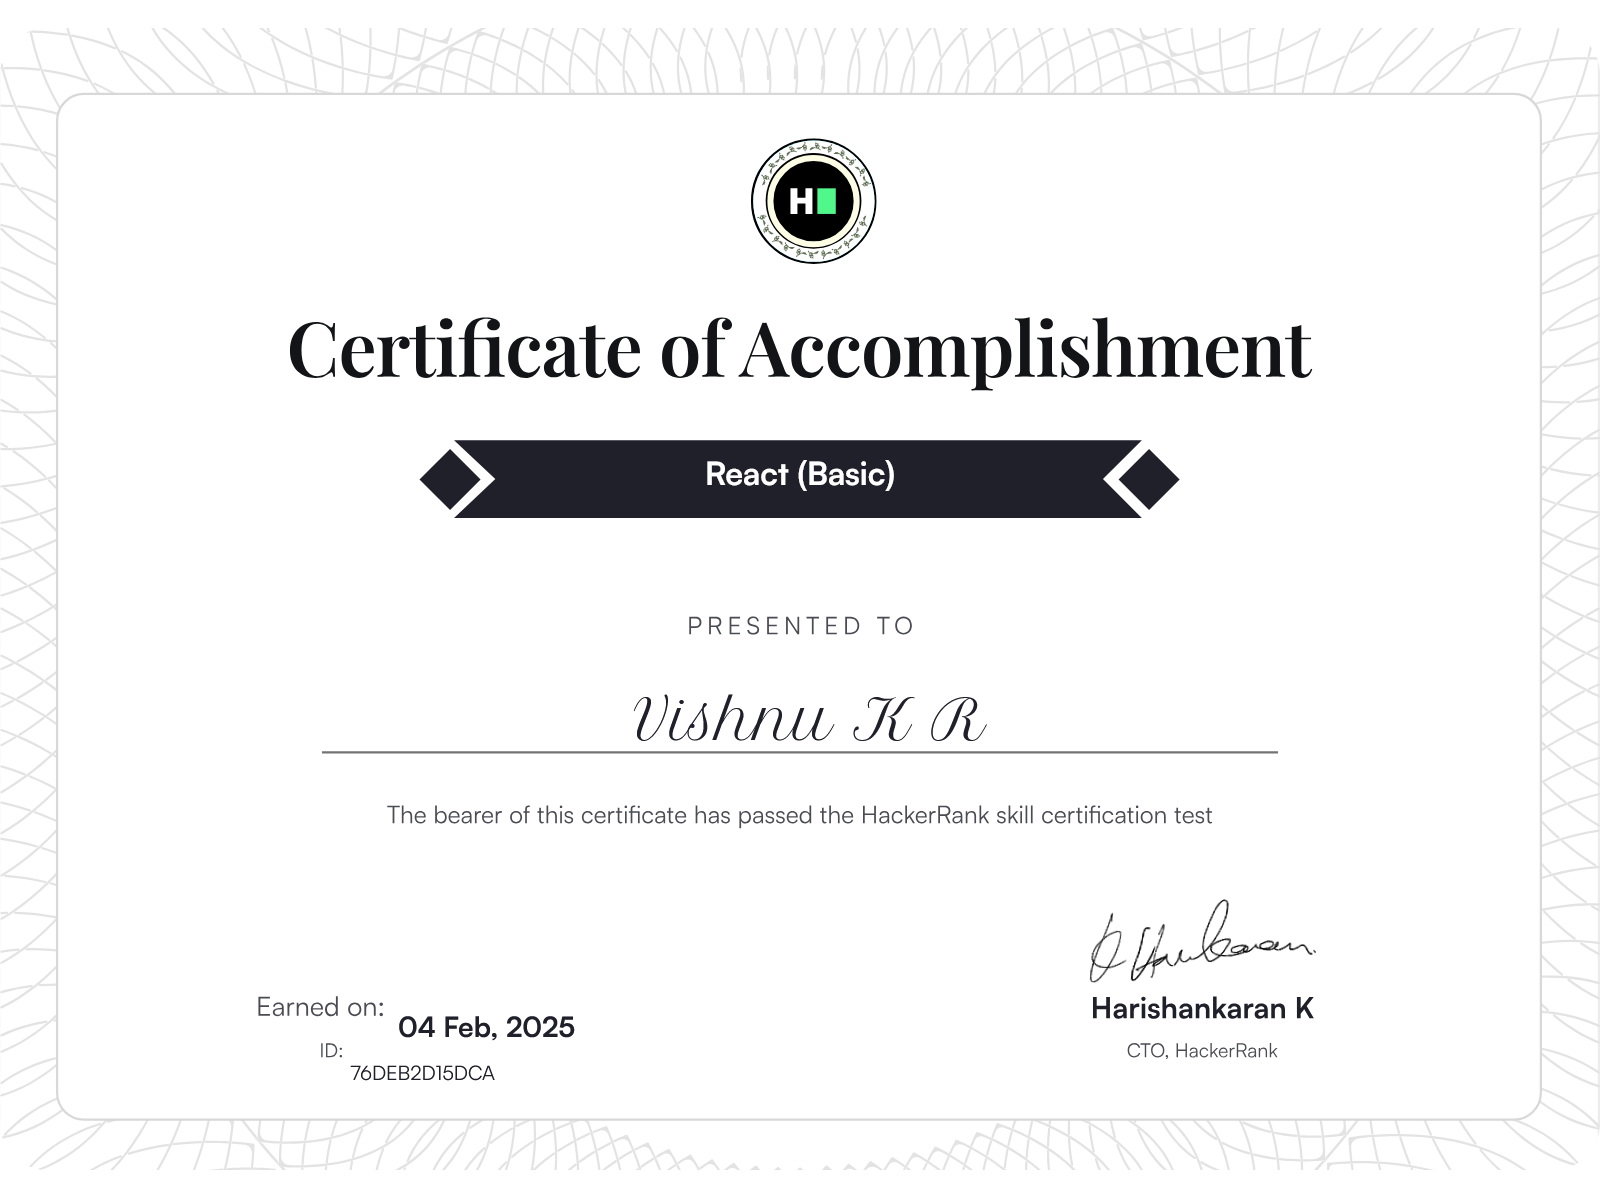 H
Certificate of Accomplishment
React (Basic)
PRESENTED TO
Vishnu K R
The bearer of this certificate has passed the HackerRank skill certification test
Earned on:
04 Feb, 2025
ID:
76DEB2D15DCA
Harishankaran K
CTO, HackerRank